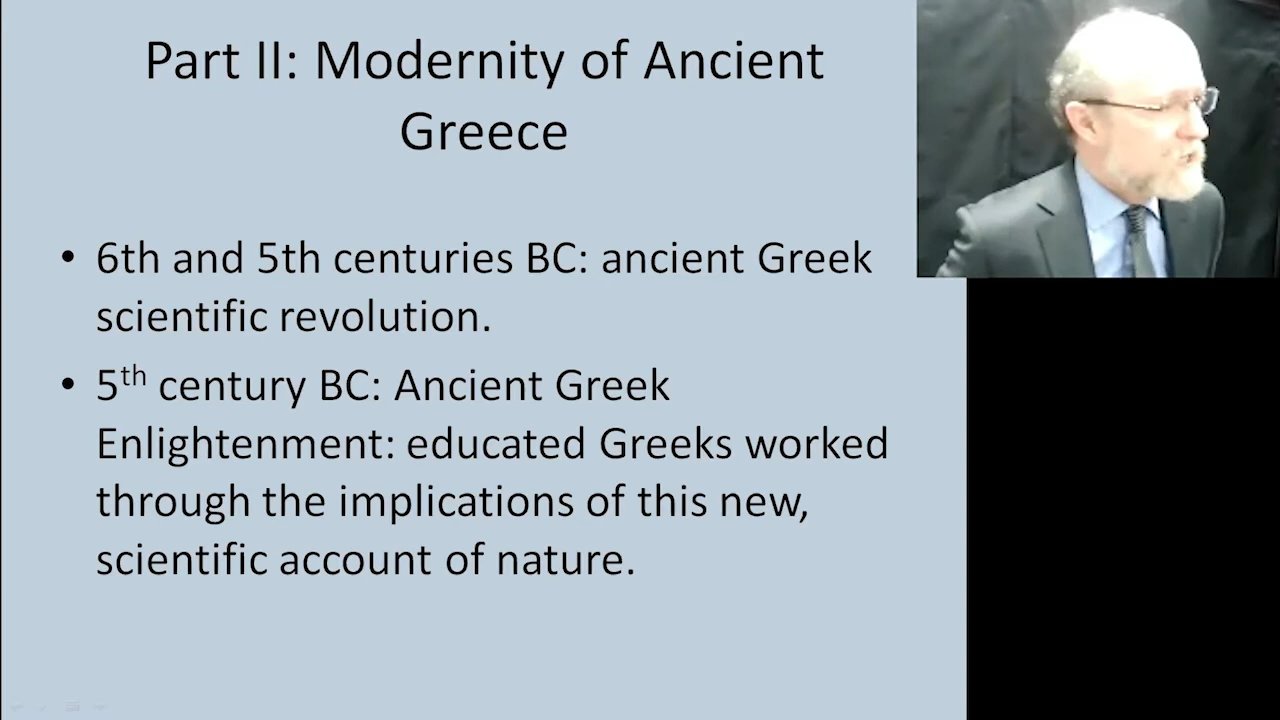 Part II: Modernity of Ancient
Greece
• 6th and 5th centuries BC: ancient Greek
scientific revolution.
• 5th century BC: Ancient Greek
Enlightenment: educated Greeks worked
through the implications of this new,
scientific account of nature.